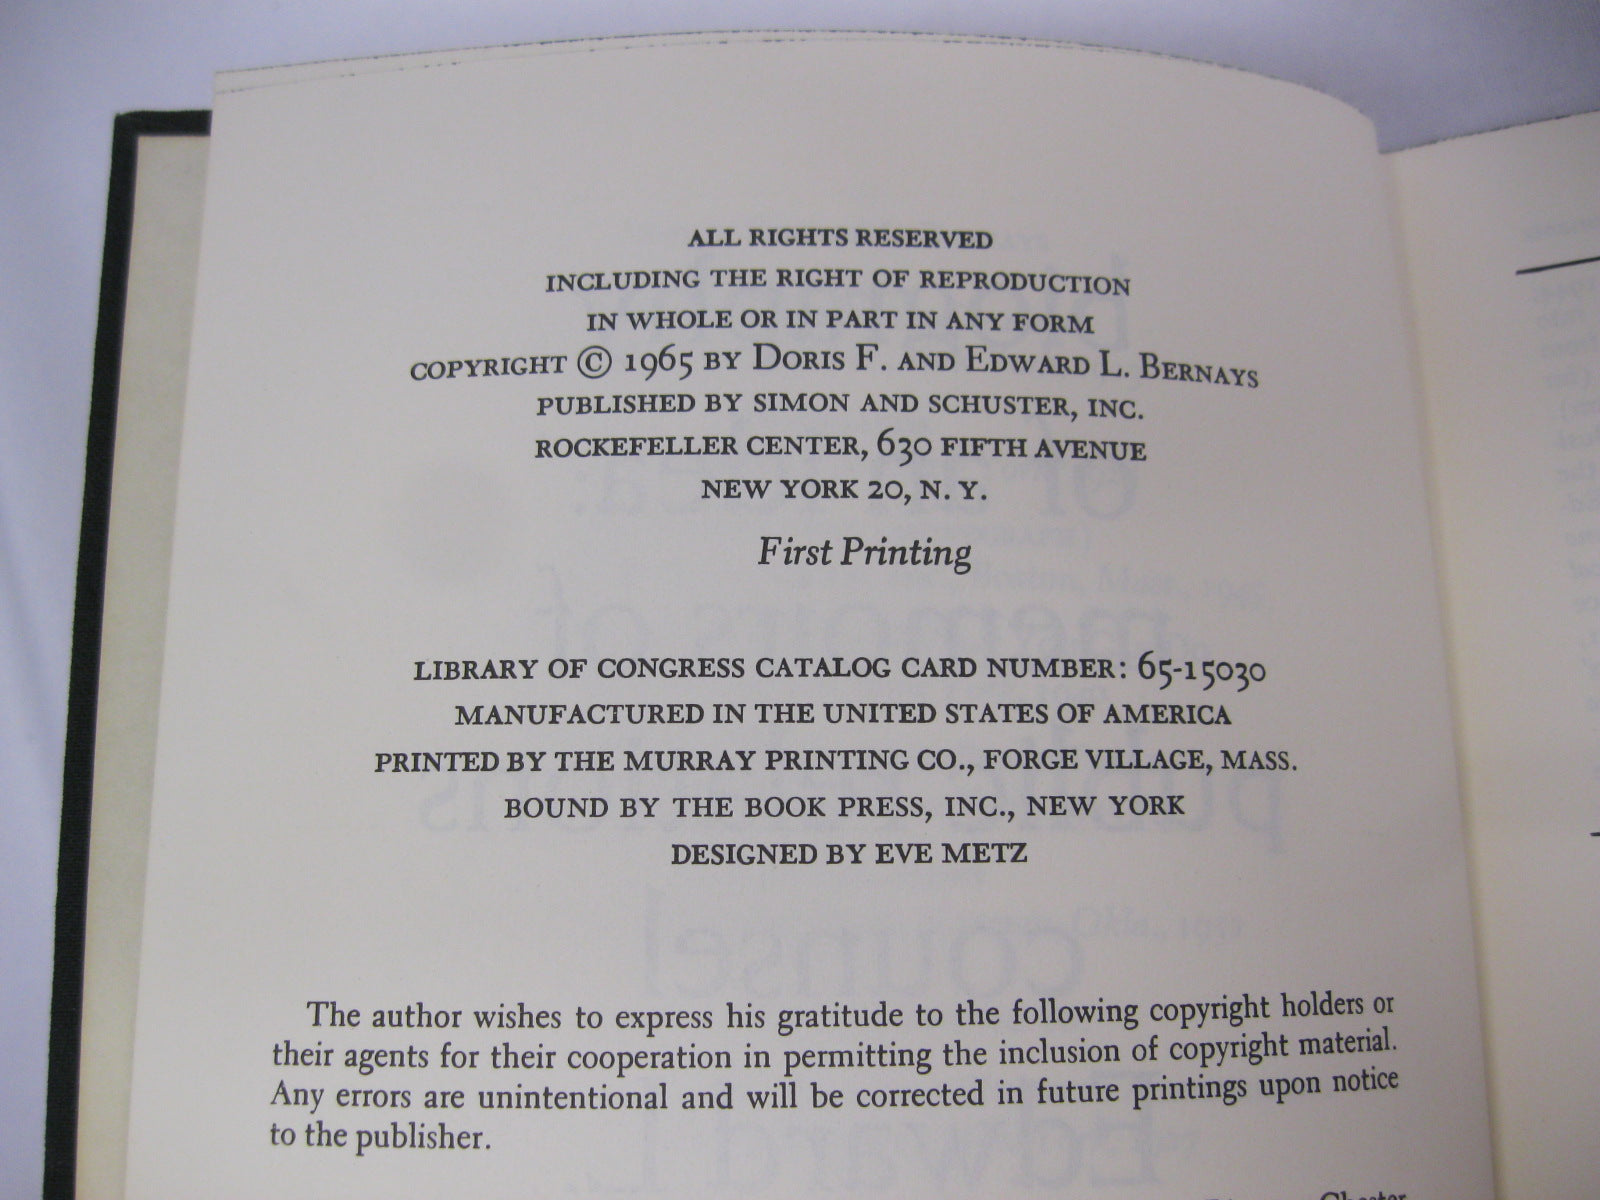 ALL RIGHTS RESERVED
INCLUDING THE RIGHT OF REPRODUCTION
IN WHOLE OR IN PART IN ANY FORM
COPYRIGHT © 1965 BY DORIS F. AND EDWARD L. BERNAYS
PUBLISHED BY SIMON AND SCHUSTER, INC.
ROCKEFELLER CENTER, 630 FIFTH AVENUE
NEW YORK 20, N. Y.
First Printing
LIBRARY OF CONGRESS CATALOG CARD NUMBER: 65-15030
MANUFACTURED IN THE UNITED STATES OF AMERICA
PRINTED BY THE MURRAY PRINTING CO., FORGE VILLAGE, MASS.
BOUND BY THE BOOK PRESS, INC., NEW YORK
DESIGNED BY EVE METZ
The author wishes to express his gratitude to the following copyright holders or
their agents for their cooperation in permitting the inclusion of copyright material.
Any errors are unintentional and will be corrected in future printings upon notice
to the publisher.